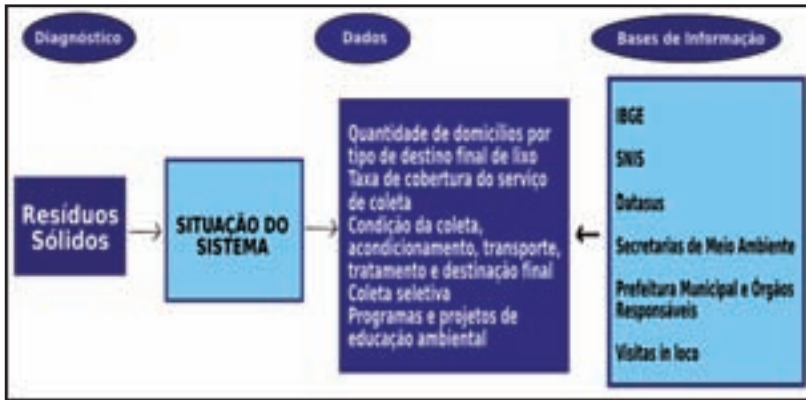 Diagnóstico
Dados
Bases de Informação
Resíduos
Sólidos
SITUAÇÃO DO
SISTEMA
Quantidade de domicílios por
tipo de destino final de lixo
Taxa de cobertura do serviço
de coleta
Condição da coleta,
acondicionamento, transporte,
tratamento e destinação final
Coleta seletiva
Programas e projetos de
educação ambiental
IBGE
SNIS
Datasus
Secretarias de Meio Ambiente
Prefeitura Municipal e Órgãos
Responsáveis
Visitas in loco